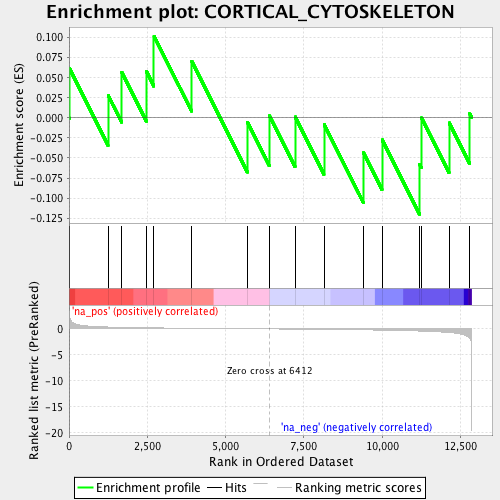 Enrichment plot: CORTICAL_CYTOSKELETON
Enrichment score (ES)
0.100
0.075
0.050
0.025
0.000
-0.025
-0.050
-0.075
-0.100
-0.125
'na_pos' (positively correlated)
Ranked list metric (PreRanked)
0
-5
-10
-15
-20
Zero cross at 6412
'na_neg' (negatively correlated)
0 2,500 5,000 7,500 10,000 12,500
Rank in Ordered Dataset
Enrichment profile Hits Ranking metric scores